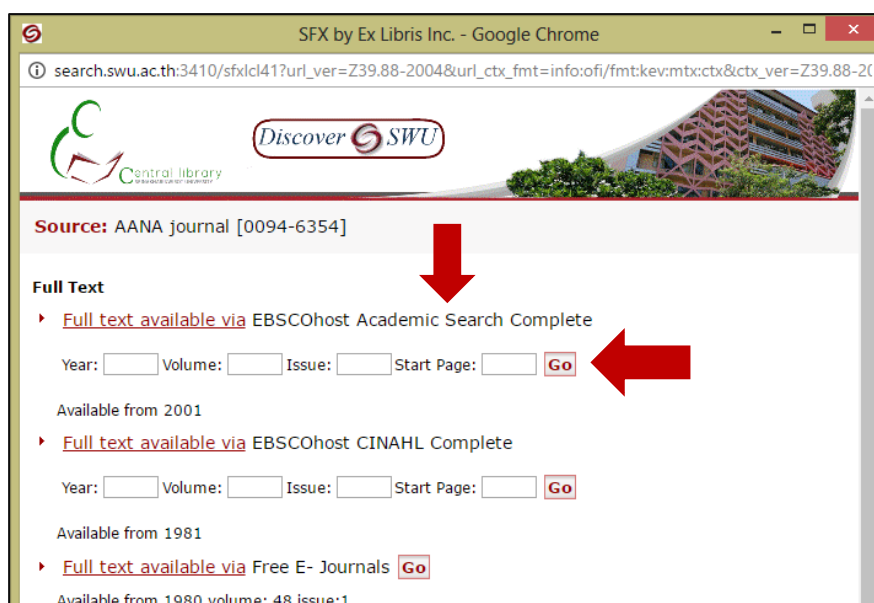 SFX by Ex Libris Inc. - Google Chrome
search.swu.ac.th:3410/sfxlcl41?url_ver=Z39.88-2004&url_ctx_fmt=info:ofi/fmt:kev:mtx:ctx&ctx_ver=Z39.88-20
Discover SWU
Central library
Source: AANA journal [0094-6354]
Full Text
Full text available via EBSCOhost Academic Search Complete
Year: Volume: Issue: Start Page: Go
Available from 2001
Full text available via EBSCOhost CINAHL Complete
Year: Volume: Issue: Start Page: Go
Available from 1981
Full text available via Free E- Journals Go
Available from 1980 volume: 48 issue:1